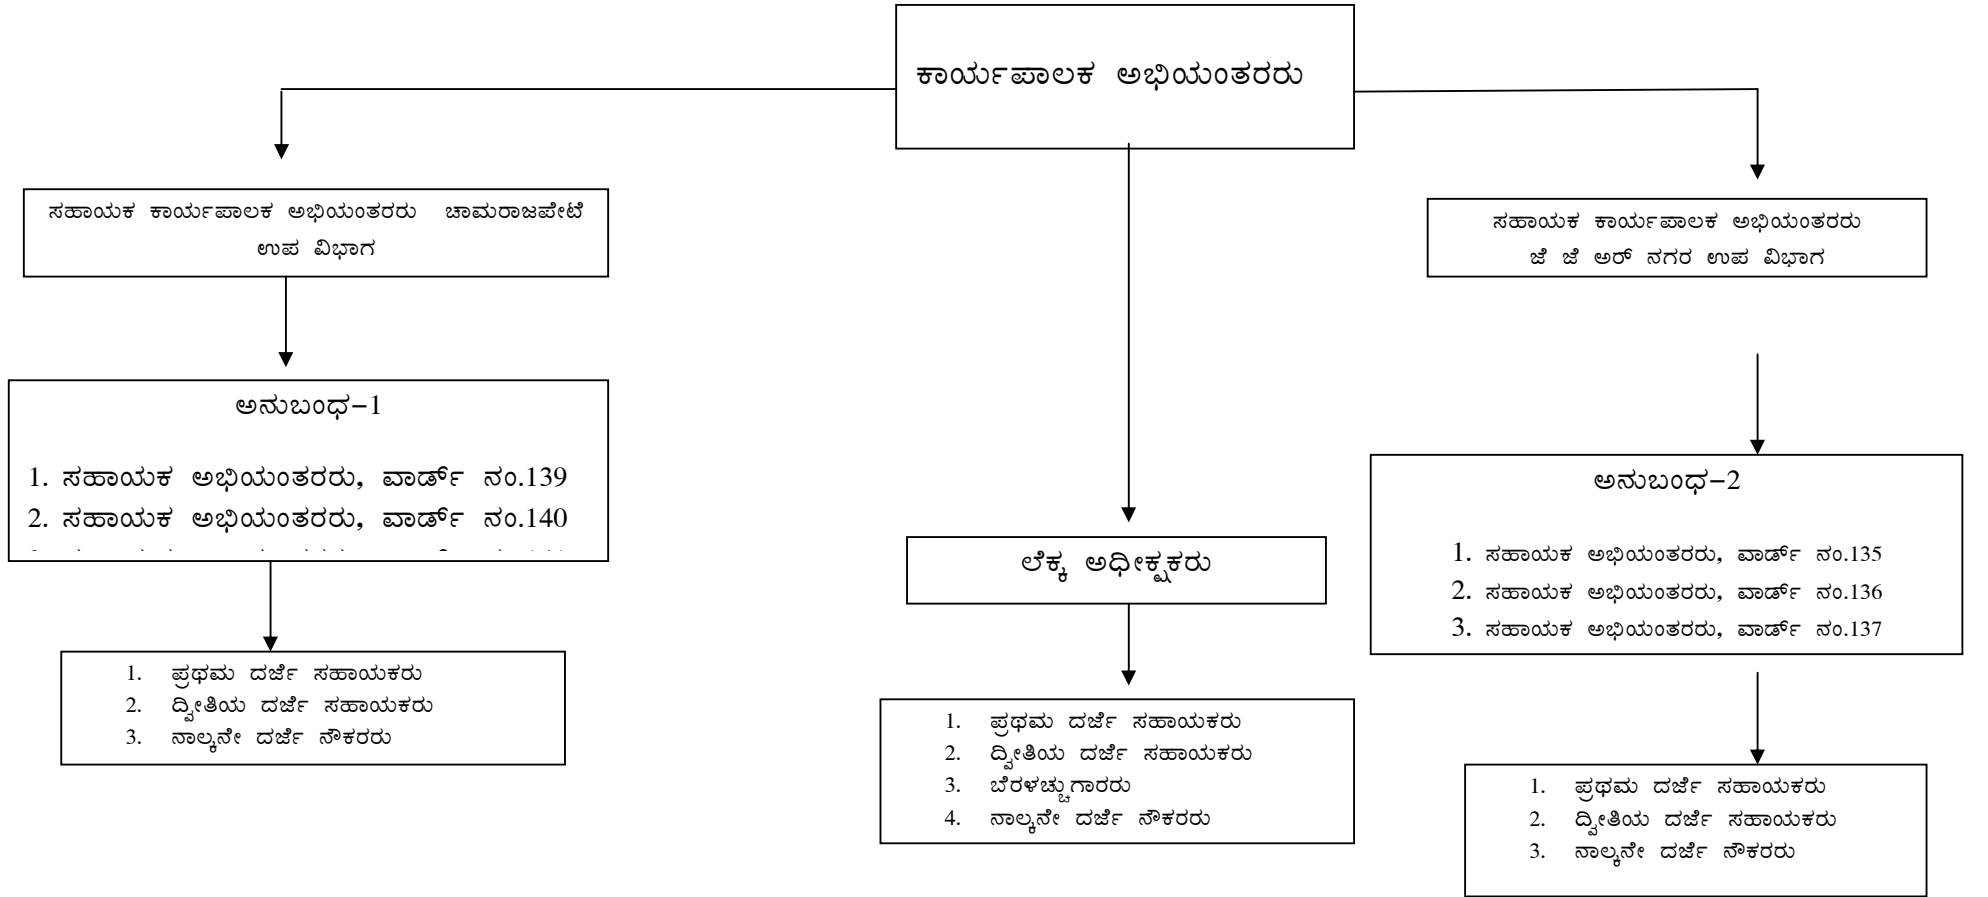 ಕಾರ್ಯಪಾಲಕ ಅಭಿಯಂತರರು
ಸಹಾಯಕ ಕಾರ್ಯಪಾಲಕ ಅಭಿಯಂತರರು ಚಾಮರಾಜಪೇಟೆ
ಉಪ ವಿಭಾಗ
ಸಹಾಯಕ ಕಾರ್ಯಪಾಲಕ ಅಭಿಯಂತರರು
ಜೆ ಜೆ ಅರ್ ನಗರ ಉಪ ವಿಭಾಗ
ಅನುಬಂಧ-1
1. ಸಹಾಯಕ ಅಭಿಯಂತರರು, ವಾರ್ಡ್ ನಂ.139
2. ಸಹಾಯಕ ಅಭಿಯಂತರರು, ವಾರ್ಡ್ ನಂ.140
ಲೆಕ್ಕ ಅಧೀಕ್ಷಕರು
ಅನುಬಂಧ-2
1. ಸಹಾಯಕ ಅಭಿಯಂತರರು, ವಾರ್ಡ್ ನಂ.135
2. ಸಹಾಯಕ ಅಭಿಯಂತರರು, ವಾರ್ಡ್ ನಂ.136
3. ಸಹಾಯಕ ಅಭಿಯಂತರರು, ವಾರ್ಡ್ ನಂ.137
1. ಪ್ರಥಮ ದರ್ಜೆ ಸಹಾಯಕರು
2. ದ್ವಿತೀಯ ದರ್ಜೆ ಸಹಾಯಕರು
3. ನಾಲ್ಕನೇ ದರ್ಜೆ ನೌಕರರು
1. ಪ್ರಥಮ ದರ್ಜೆ ಸಹಾಯಕರು
2. ದ್ವಿತೀಯ ದರ್ಜೆ ಸಹಾಯಕರು
3. ಬೆರಳಚ್ಚುಗಾರರು
4. ನಾಲ್ಕನೇ ದರ್ಜೆ ನೌಕರರು
1. ಪ್ರಥಮ ದರ್ಜೆ ಸಹಾಯಕರು
2. ದ್ವಿತೀಯ ದರ್ಜೆ ಸಹಾಯಕರು
3. ನಾಲ್ಕನೇ ದರ್ಜೆ ನೌಕರರು